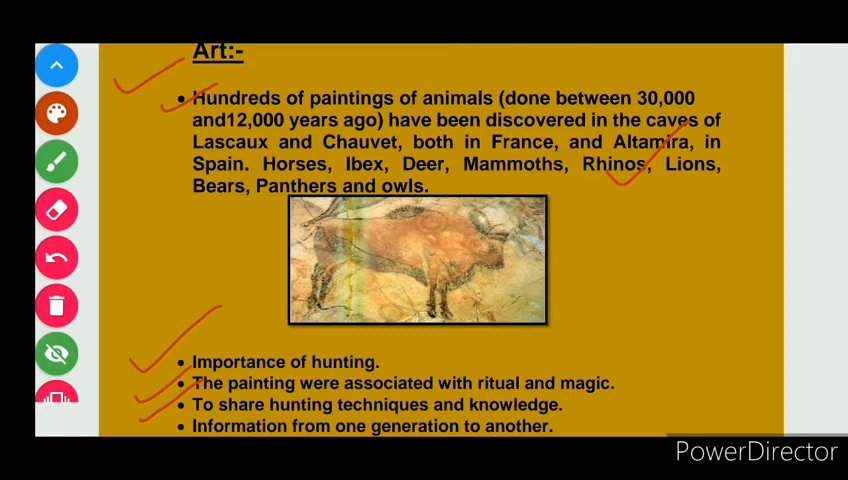 Art:-
• Hundreds of paintings of animals (done between 30,000
and12,000 years ago) have been discovered in the caves of
Lascaux and Chauvet, both in France, and Altamira, in
Spain. Horses, Ibex, Deer, Mammoths, Rhinos, Lions,
Bears, Panthers and owls.
• Importance of hunting.
• The painting were associated with ritual and magic.
• To share hunting techniques and knowledge.
• Information from one generation to another.
PowerDirector